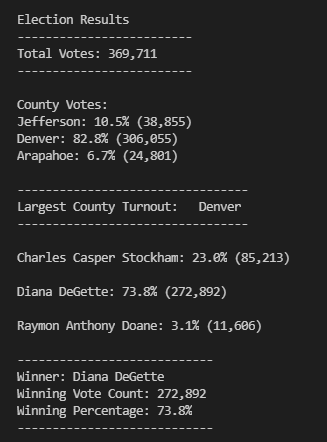 Election Results
-------------------------
Total Votes: 369,711
-------------------------
County Votes:
Jefferson: 10.5% (38,855)
Denver: 82.8% (306,055)
Arapahoe: 6.7% (24,801)
---------------------------------
Largest County Turnout:   Denver
---------------------------------
Charles Casper Stockham: 23.0% (85,213)
Diana DeGette: 73.8% (272,892)
Raymon Anthony Doane: 3.1% (11,606)
----------------------------
Winner: Diana DeGette
Winning Vote Count: 272,892
Winning Percentage: 73.8%
----------------------------